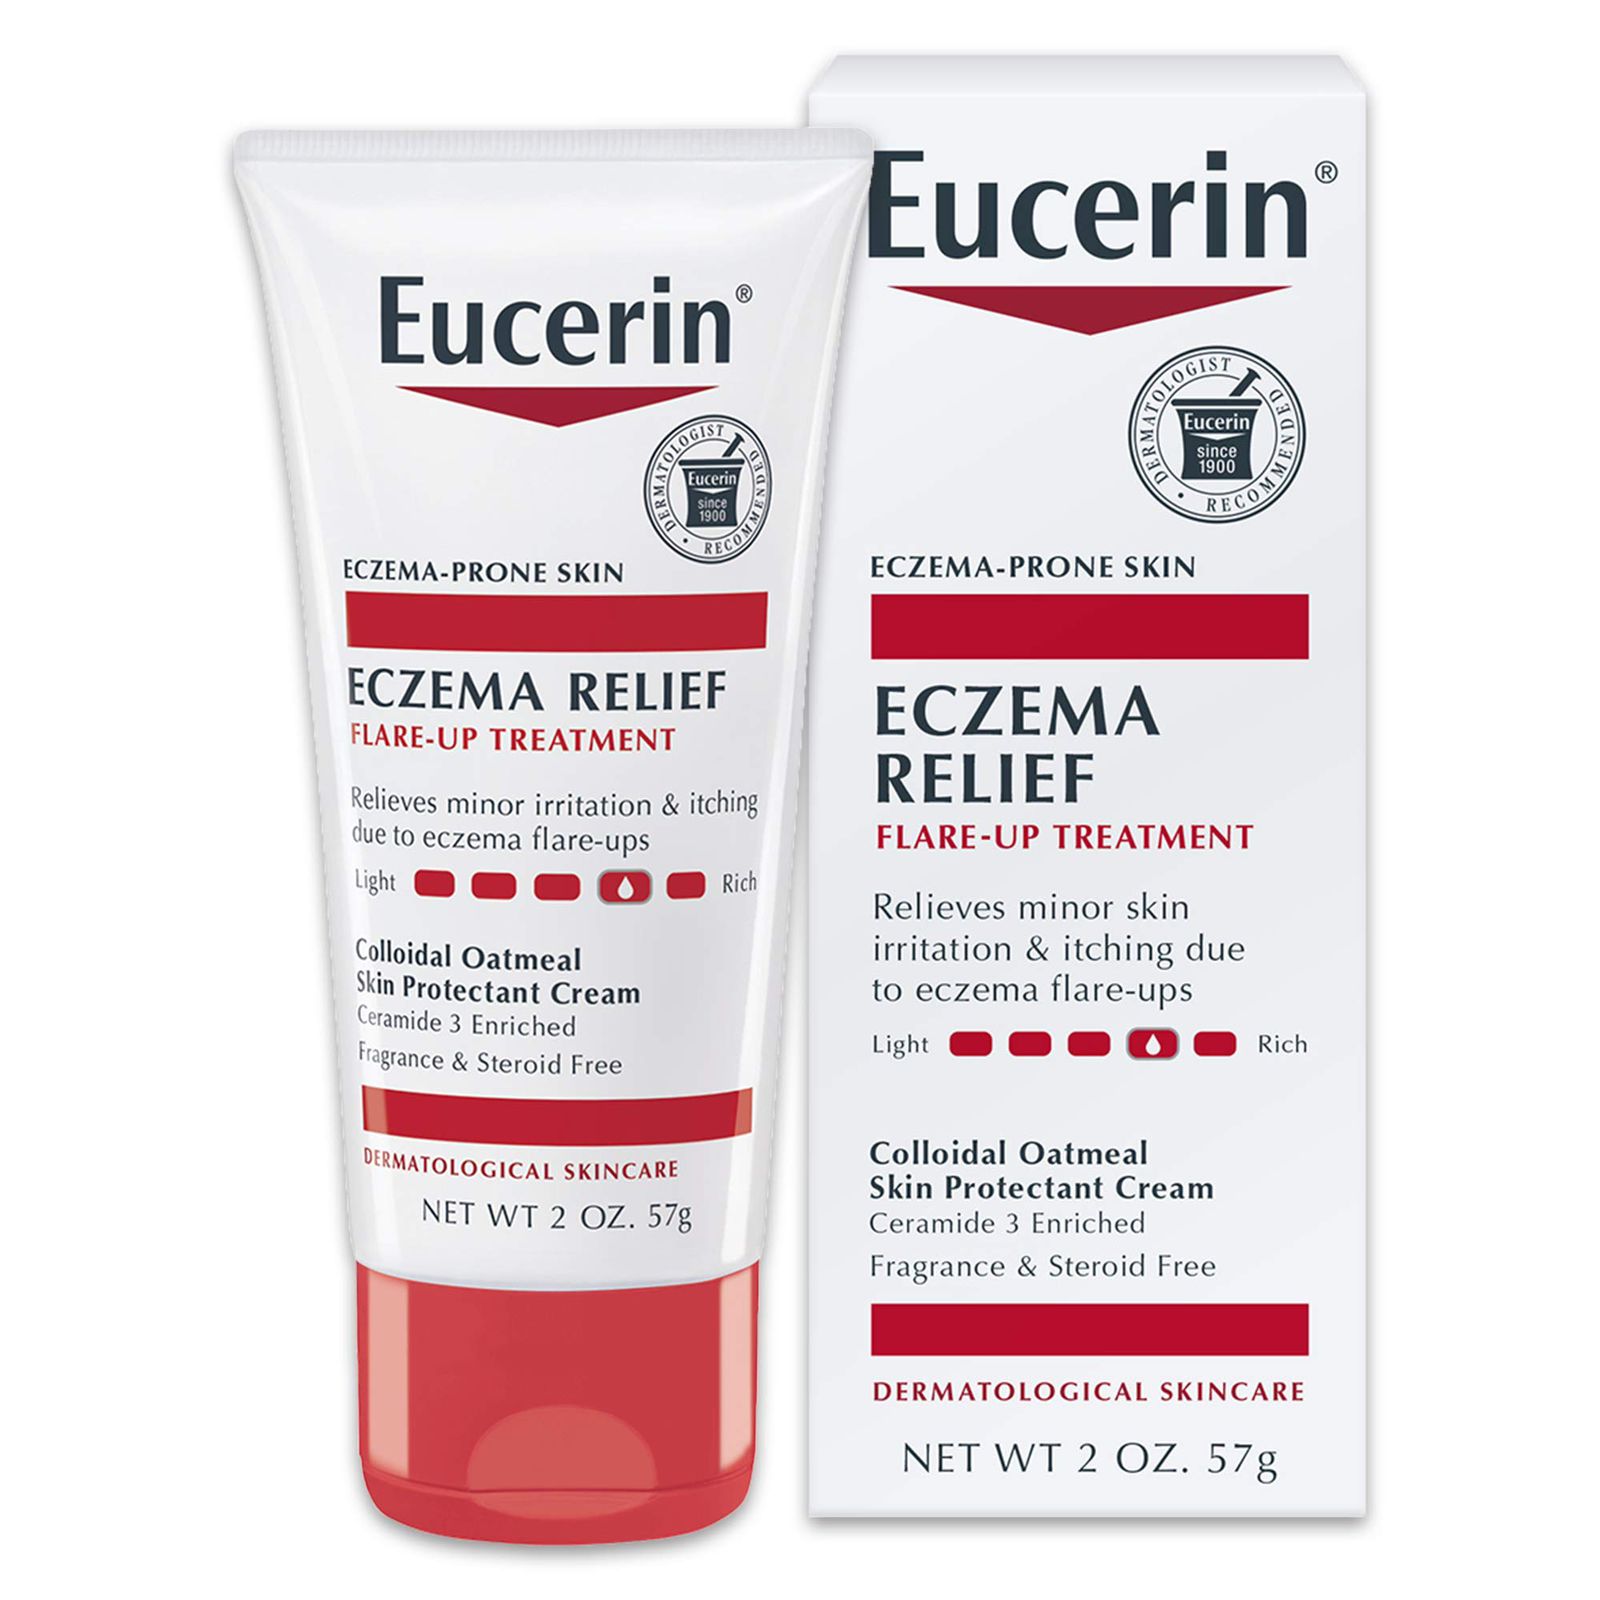 Eucerin®
DERMATOLOGIST RECOMMENDED
Eucerin
since
1900
ECZEMA-PRONE SKIN
ECZEMA RELIEF
FLARE-UP TREATMENT
Relieves minor irritation & itching
due to eczema flare-ups
Light Rich
Colloidal Oatmeal
Skin Protectant Cream
Ceramide 3 Enriched
Fragrance & Steroid Free
DERMATOLOGICAL SKINCARE
NET WT 2 OZ. 57g
Eucerin®
DERMATOLOGIST RECOMMENDED
Eucerin
since
1900
ECZEMA-PRONE SKIN
ECZEMA
RELIEF
FLARE-UP TREATMENT
Relieves minor skin
irritation & itching due
to eczema flare-ups
Light Rich
Colloidal Oatmeal
Skin Protectant Cream
Ceramide 3 Enriched
Fragrance & Steroid Free
DERMATOLOGICAL SKINCARE
NET WT 2 OZ. 57g